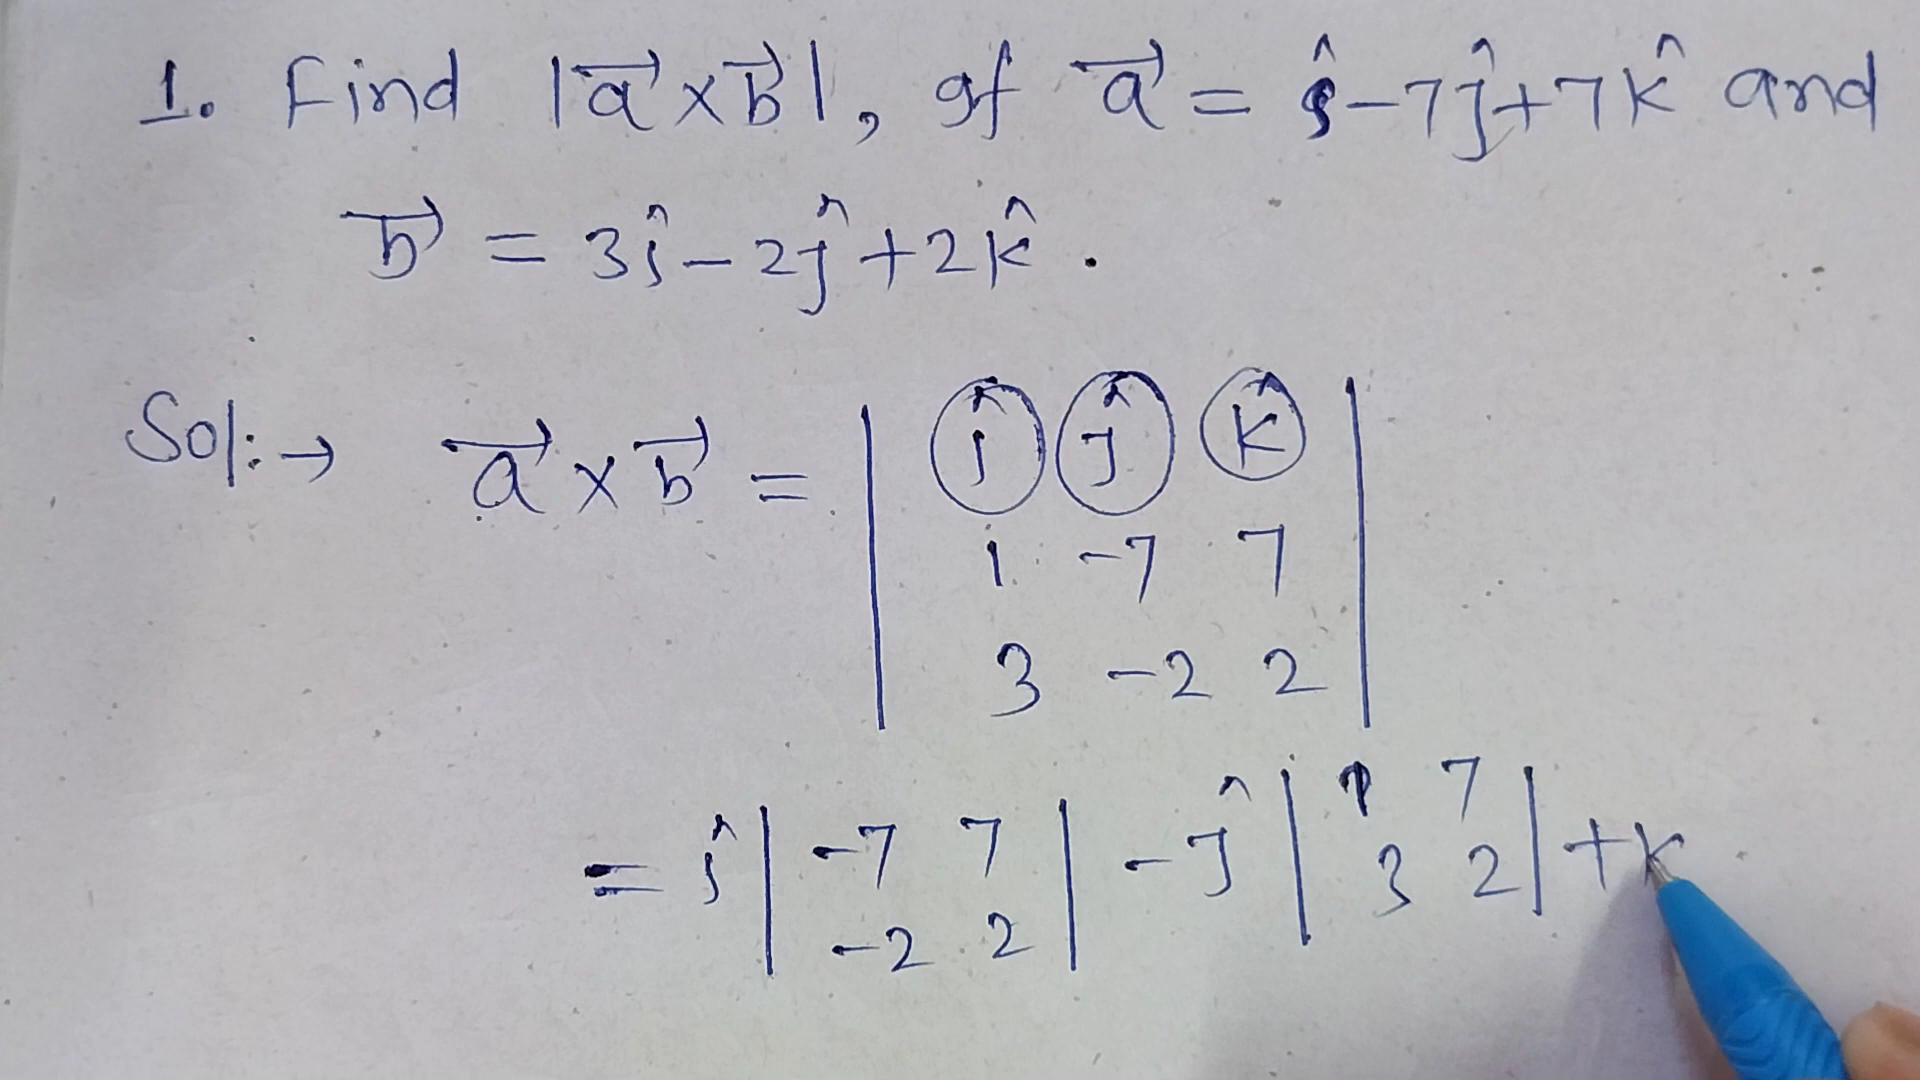 1. Find |a⃗ × b⃗|, If a⃗ = î - 7ĵ + 7k̂ and
b⃗ = 3î - 2ĵ + 2k̂.
Sol:→ a⃗ × b⃗ = | î ĵ k̂ |
1 -7 7
3 -2 2
= î | -7 7 | - ĵ | 1 7 | + k
-2 2 3 2